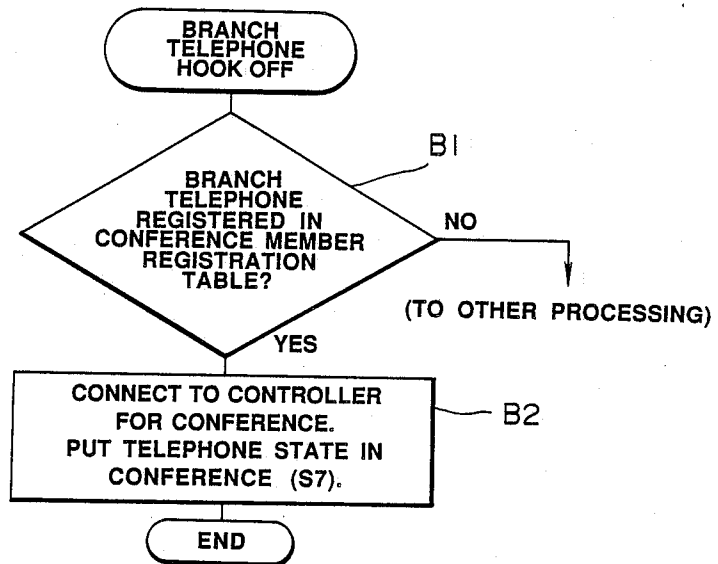 BRANCH
TELEPHONE
HOOK OFF
B1
BRANCH
TELEPHONE
REGISTERED IN
CONFERENCE MEMBER
REGISTRATION
TABLE?
NO
(TO OTHER PROCESSING)
YES
CONNECT TO CONTROLLER
FOR CONFERENCE.
PUT TELEPHONE STATE IN
CONFERENCE (S7).
B2
END